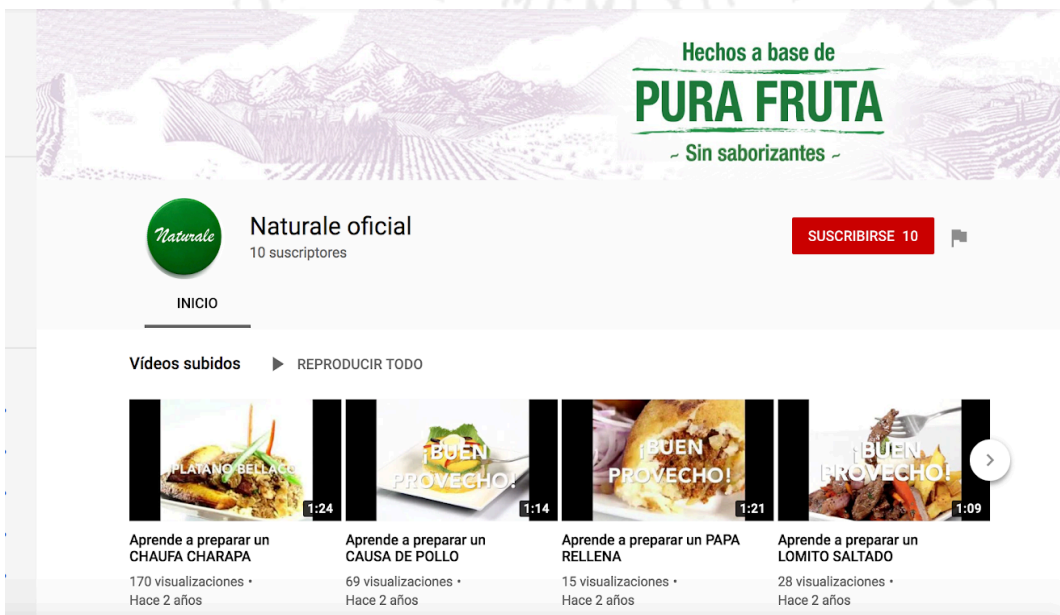 Hechos a base de
PURA FRUTA
~ Sin saborizantes ~
Naturale
Naturale oficial
10 suscriptores
SUSCRIBIRSE 10
INICIO
Vídeos subidos
REPRODUCIR TODO
PLATANO BELLACO
1:24
¡BUEN
PROVECHO!
1:14
¡BUEN
PROVECHO!
1:21
¡BUEN
PROVECHO!
1:09
Aprende a preparar un
CHAUFA CHARAPA
170 visualizaciones •
Hace 2 años
Aprende a preparar un
CAUSA DE POLLO
69 visualizaciones •
Hace 2 años
Aprende a preparar un PAPA
RELLENA
15 visualizaciones •
Hace 2 años
Aprende a preparar un
LOMITO SALTADO
28 visualizaciones •
Hace 2 años